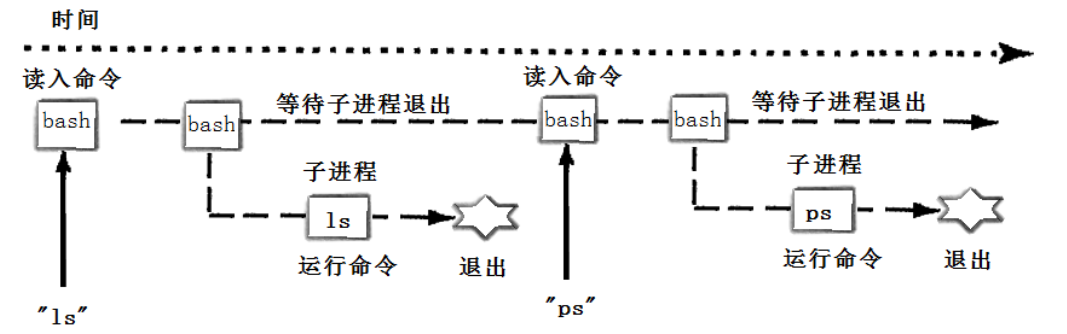 时间
读入命令
读入命令
bash
bash
等待子进程退出
bash
bash
等待子进程退出
子进程
子进程
ls
ps
运行命令
退出
运行命令
退出
"ls"
"ps"